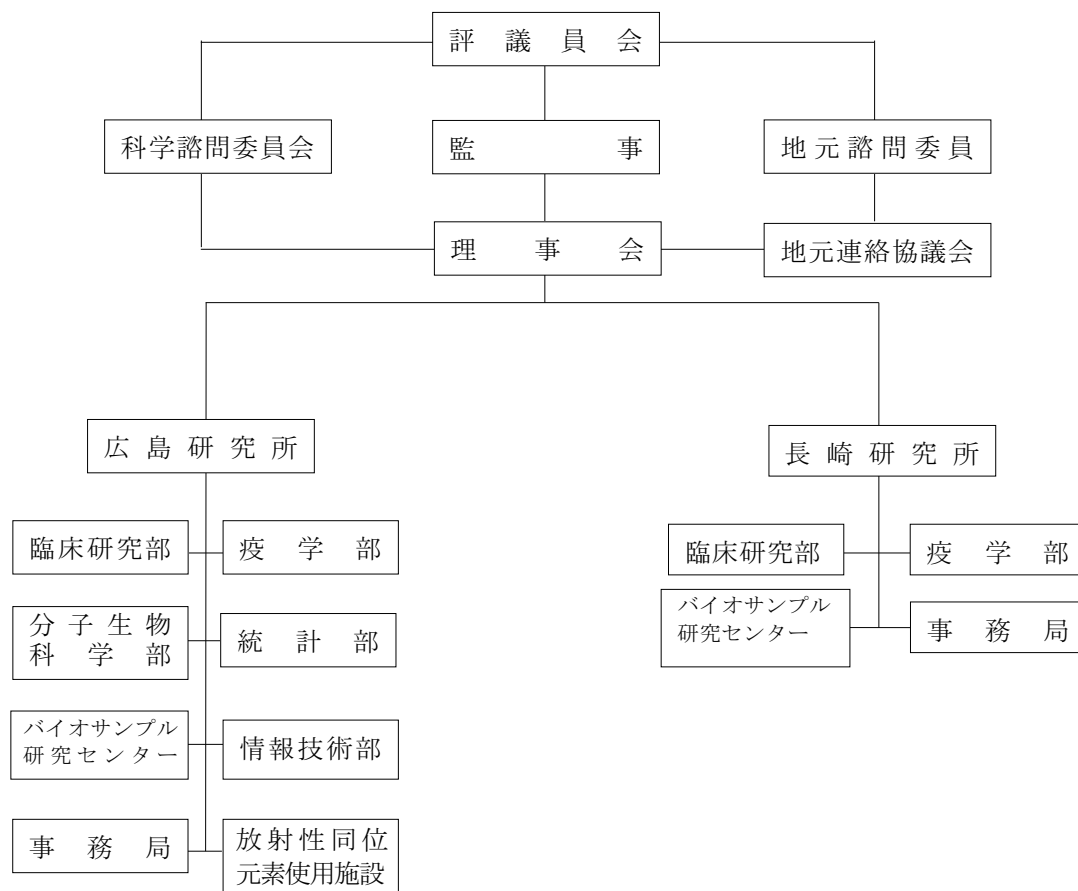 評議員会
科学諮問委員会
監事
地元諮問委員
理事会
地元連絡協議会
広島研究所
長崎研究所
臨床研究部
疫学部
臨床研究部
疫学部
分子生物
科学部
統計部
バイオサンプル
研究センター
事務局
バイオサンプル
研究センター
情報技術部
事務局
放射性同位
元素使用施設